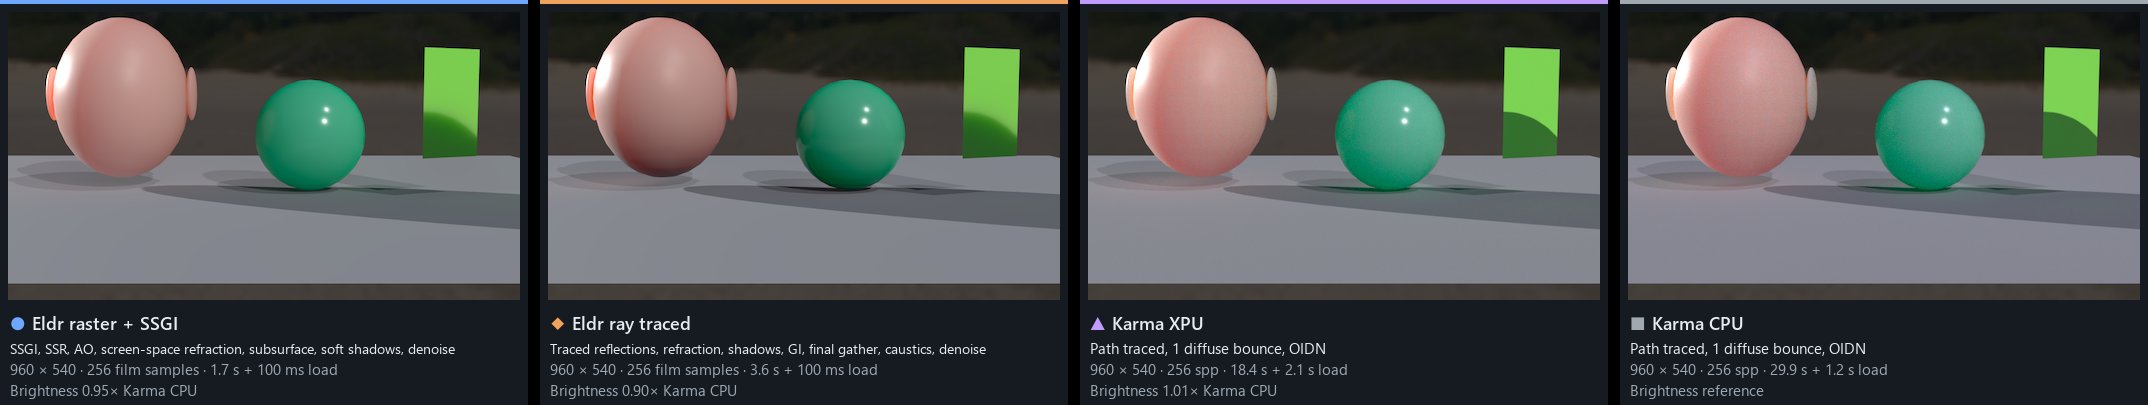 Eldr raster + SSGI
SSGI, SSR, AO, screen-space refraction, subsurface, soft shadows, denoise
960 × 540 · 256 film samples · 1.7 s + 100 ms load
Brightness 0.95× Karma CPU
Eldr ray traced
Traced reflections, refraction, shadows, GI, final gather, caustics, denoise
960 × 540 · 256 film samples · 3.6 s + 100 ms load
Brightness 0.90× Karma CPU
Karma XPU
Path traced, 1 diffuse bounce, OIDN
960 × 540 · 256 spp · 18.4 s + 2.1 s load
Brightness 1.01× Karma CPU
Karma CPU
Path traced, 1 diffuse bounce, OIDN
960 × 540 · 256 spp · 29.9 s + 1.2 s load
Brightness reference